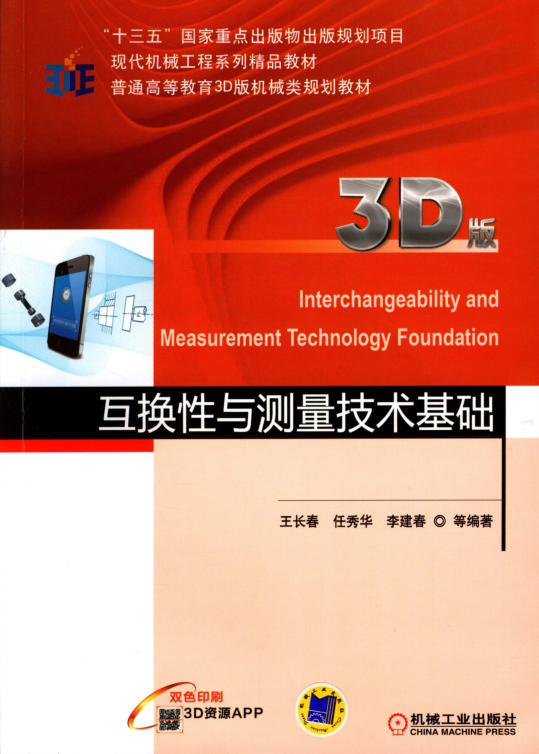 “十三五”国家重点出版物出版规划项目
现代机械工程系列精品教材
普通高等教育3D版机械类规划教材
3D版
Interchangeability and
Measurement Technology Foundation
互换性与测量技术基础
王长春 任秀华 李建春 ◎ 等编著
双色印刷
3D资源APP
机械工业出版社
CHINA MACHINE PRESS